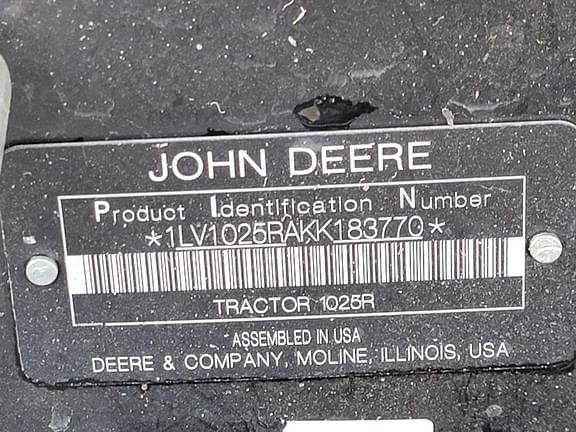 JOHN DEERE
Product Identification Number
*1LV1025RAKK183770*
TRACTOR 1025R
ASSEMBLED IN USA
DEERE & COMPANY, MOLINE, ILLINOIS, USA